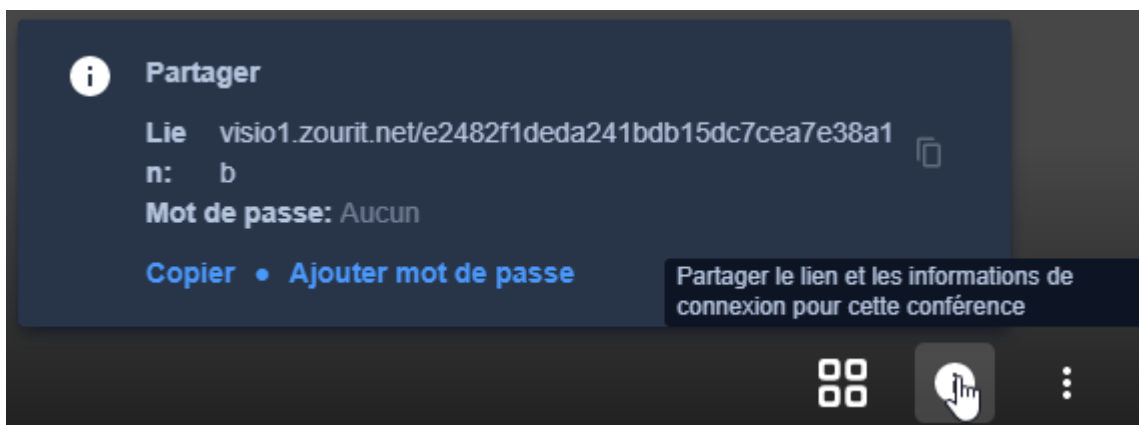 Partager
Lie visio1.zourit.net/e2482f1deda241bdb15dc7cea7e38a1
n: b
Mot de passe: Aucun
Copier • Ajouter mot de passe
Partager le lien et les informations de
connexion pour cette conférence